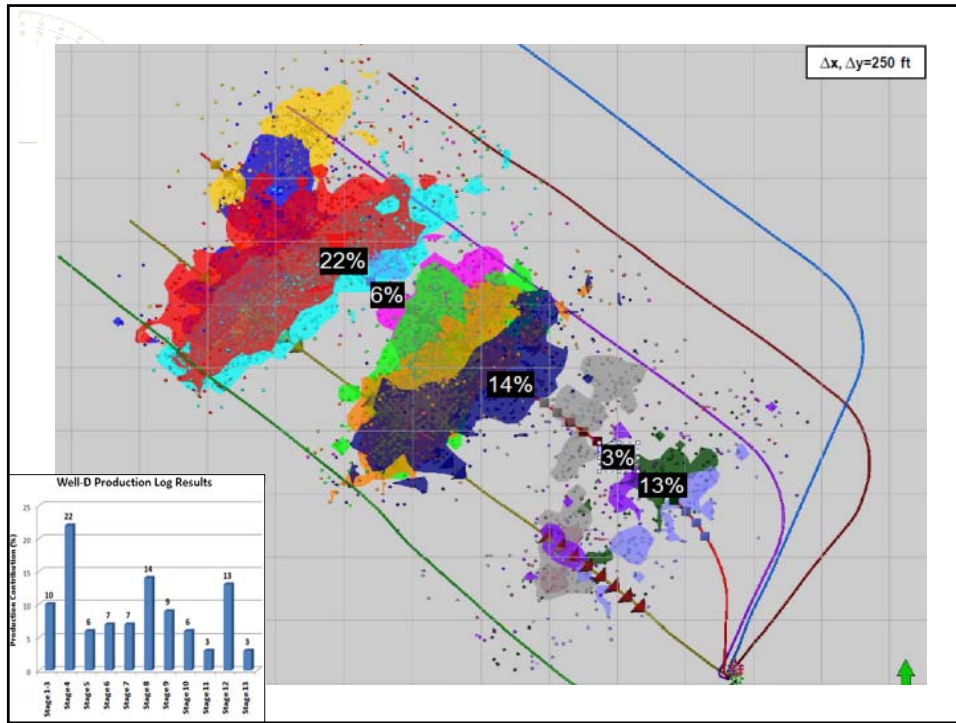 Δx, Δy=250 ft
22%
6%
14%
3%
13%
Well-D Production Log Results
Production Contribution (%)
25
20
15
10
5
0
10
22
6
7
7
14
9
6
3
13
3
Stage 1-3
Stage 4
Stage 5
Stage 6
Stage 7
Stage 8
Stage 9
Stage 10
Stage 11
Stage 12
Stage 13